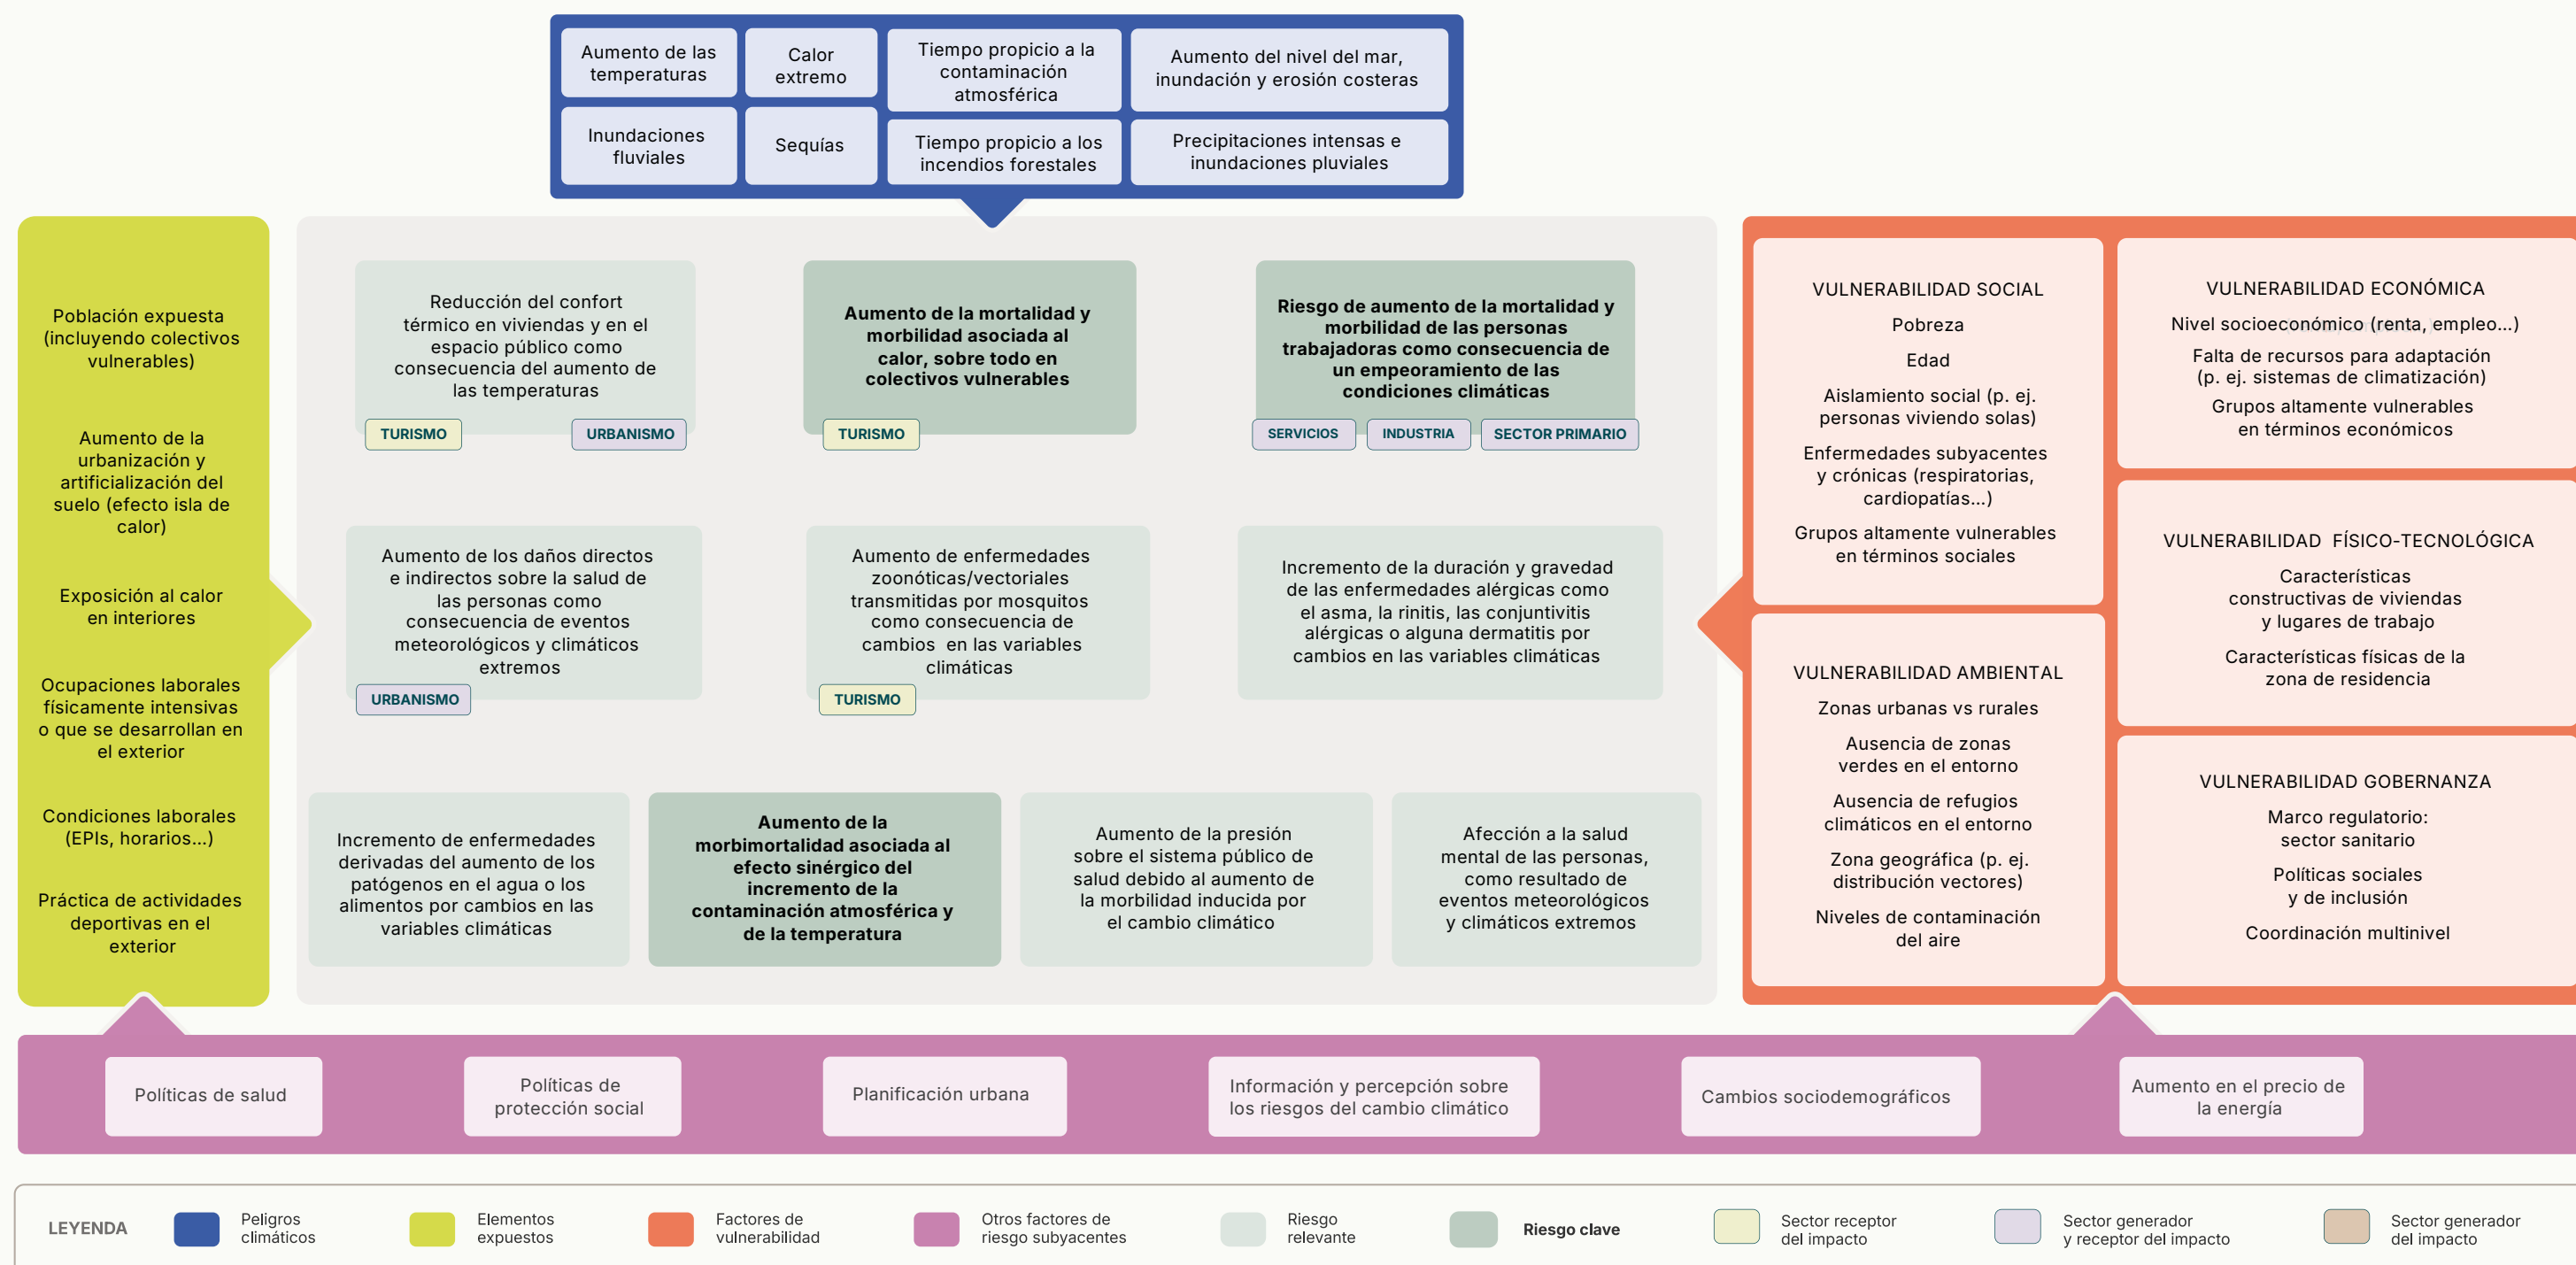 Aumento de las
temperaturas
Calor
extremo
Tiempo propicio a la
contaminación
atmosférica
Aumento del nivel del mar,
inundación y erosión costeras
Inundaciones
fluviales
Sequías
Tiempo propicio a los
incendios forestales
Precipitaciones intensas e
inundaciones pluviales
Población expuesta
(incluyendo colectivos
vulnerables)
Aumento de la
urbanización y
artificialización del
suelo (efecto isla de
calor)
Exposición al calor
en interiores
Ocupaciones laborales
físicamente intensivas
o que se desarrollan en
el exterior
Condiciones laborales
(EPIs, horarios...)
Práctica de actividades
deportivas en el
exterior
Reducción del confort
térmico en viviendas y en el
espacio público como
consecuencia del aumento de
las temperaturas
TURISMO
URBANISMO
Aumento de la mortalidad y
morbilidad asociada al
calor, sobre todo en
colectivos vulnerables
TURISMO
Riesgo de aumento de la mortalidad y
morbilidad de las personas
trabajadoras como consecuencia de
un empeoramiento de las
condiciones climáticas
SERVICIOS
INDUSTRIA
SECTOR PRIMARIO
Aumento de los daños directos
e indirectos sobre la salud de
las personas como
consecuencia de eventos
meteorológicos y climáticos
extremos
URBANISMO
Aumento de enfermedades
zoonóticas/vectoriales
transmitidas por mosquitos
como consecuencia de
cambios en las variables
climáticas
TURISMO
Incremento de la duración y gravedad
de las enfermedades alérgicas como
el asma, la rinitis, las conjuntivitis
alérgicas o alguna dermatitis por
cambios en las variables climáticas
Incremento de enfermedades
derivadas del aumento de los
patógenos en el agua o los
alimentos por cambios en las
variables climáticas
Aumento de la
morbimortalidad asociada al
efecto sinérgico del
incremento de la
contaminación atmosférica y
de la temperatura
Aumento de la presión
sobre el sistema público de
salud debido al aumento de
la morbilidad inducida por
el cambio climático
Afección a la salud
mental de las personas,
como resultado de
eventos meteorológicos
y climáticos extremos
VULNERABILIDAD SOCIAL
Pobreza
Edad
Aislamiento social (p. ej.
personas viviendo solas)
Enfermedades subyacentes
y crónicas (respiratorias,
cardiopatías...)
Grupos altamente vulnerables
en términos sociales
VULNERABILIDAD AMBIENTAL
Zonas urbanas vs rurales
Ausencia de zonas
verdes en el entorno
Ausencia de refugios
climáticos en el entorno
Zona geográfica (p. ej.
distribución vectores)
Niveles de contaminación
del aire
VULNERABILIDAD ECONÓMICA
Nivel socioeconómico (renta, empleo...)
Falta de recursos para adaptación
(p. ej. sistemas de climatización)
Grupos altamente vulnerables
en términos económicos
VULNERABILIDAD FÍSICO-TECNOLÓGICA
Características
constructivas de viviendas
y lugares de trabajo
Características físicas de la
zona de residencia
VULNERABILIDAD GOBERNANZA
Marco regulatorio:
sector sanitario
Políticas sociales
y de inclusión
Coordinación multinivel
Políticas de salud
Políticas de
protección social
Planificación urbana
Información y percepción sobre
los riesgos del cambio climático
Cambios sociodemográficos
Aumento en el precio de
la energía
LEYENDA
Peligros
climáticos
Elementos
expuestos
Factores de
vulnerabilidad
Otros factores de
riesgo subyacentes
Riesgo
relevante
Riesgo clave
Sector receptor
del impacto
Sector generador
y receptor del impacto
Sector generador
del impacto